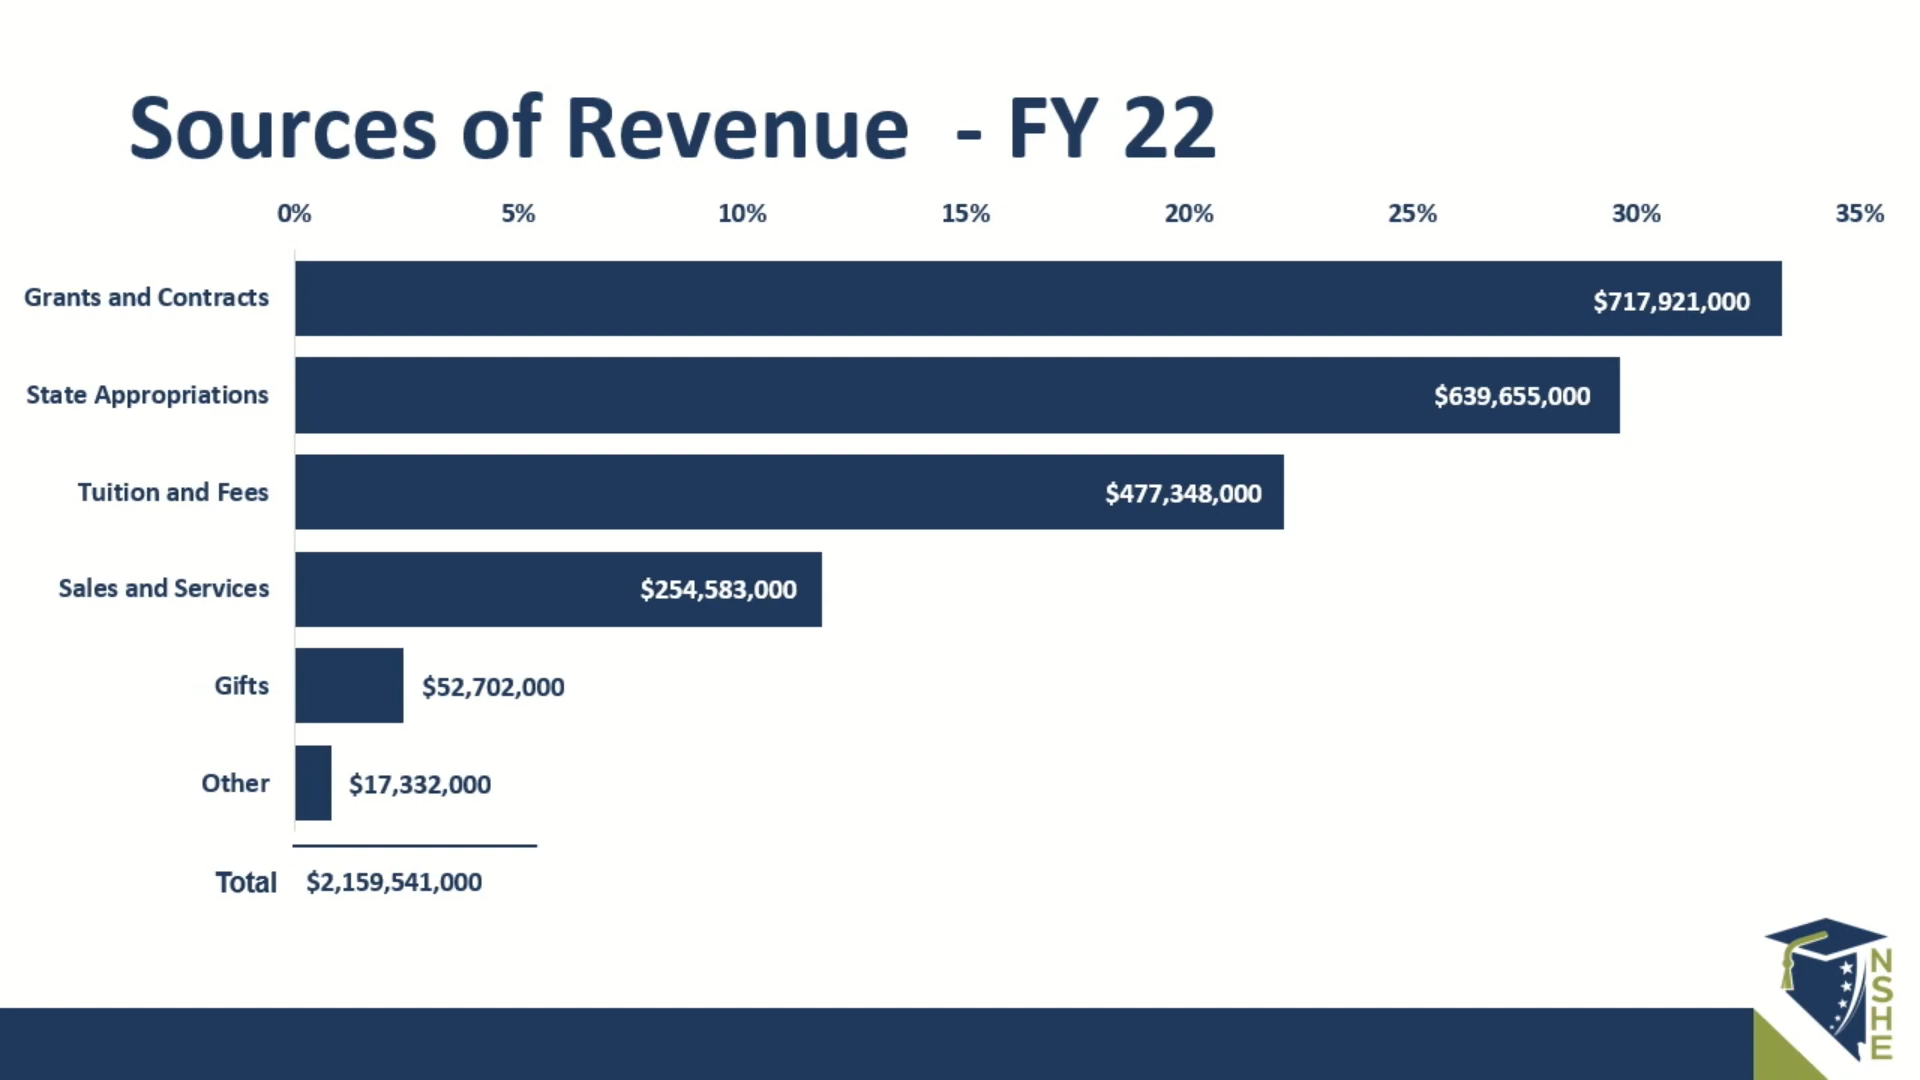 Sources of Revenue - FY 22
0% 5% 10% 15% 20% 25% 30% 35%
Grants and Contracts $717,921,000
State Appropriations $639,655,000
Tuition and Fees $477,348,000
Sales and Services $254,583,000
Gifts $52,702,000
Other $17,332,000
Total $2,159,541,000
NSHE